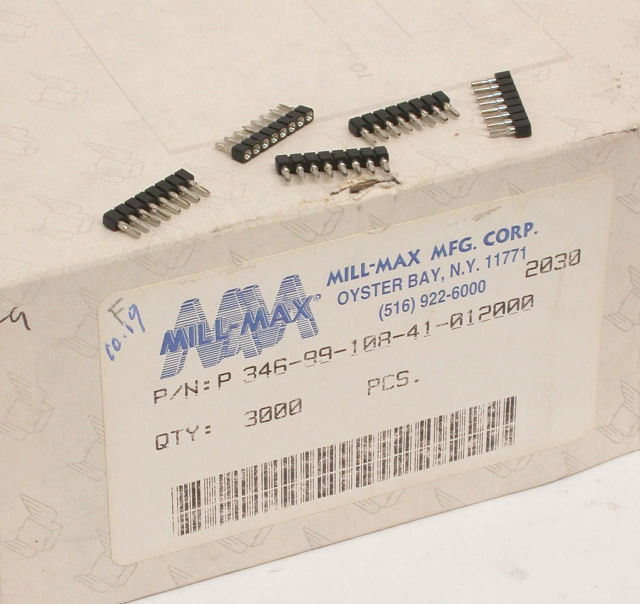 MILL-MAX®
MILL-MAX MFG. CORP.
OYSTER BAY, N.Y. 11771
(516) 922-6000
2030
P/N: P 346-99-108-41-012000
QTY: 3000 PCS.